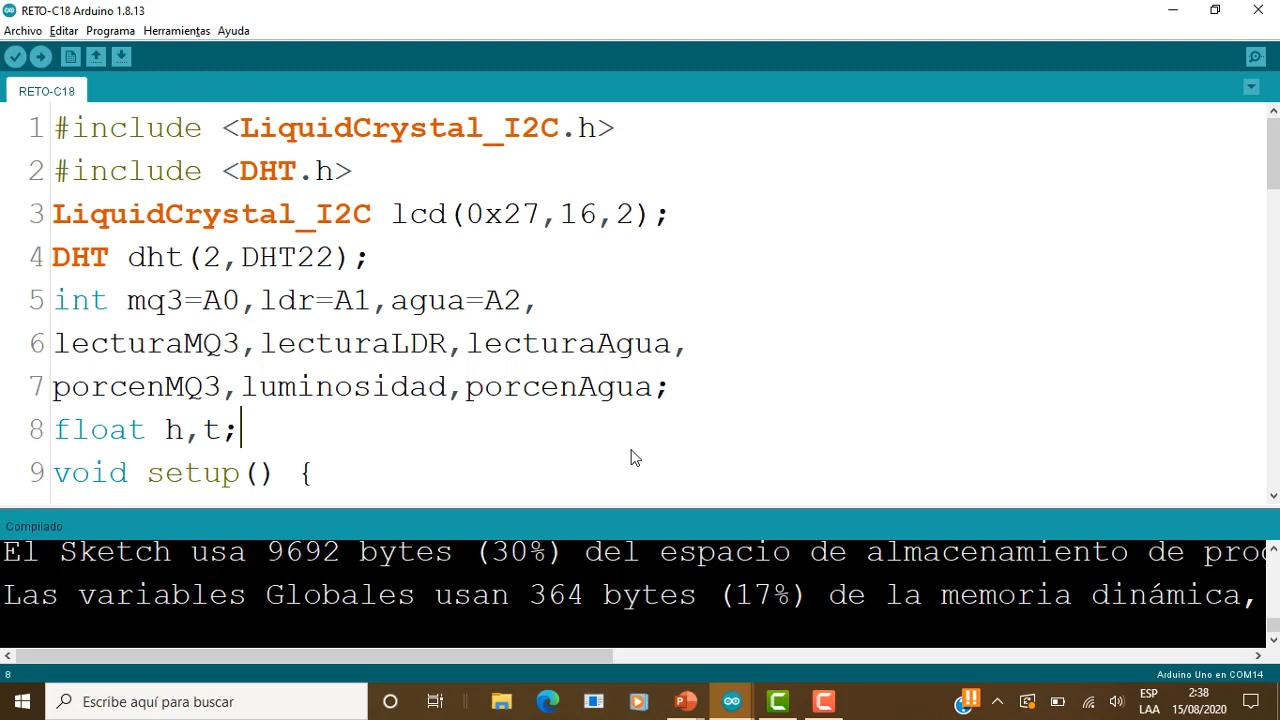 RETO-C18 Arduino 1.8.13
Archivo Editar Programa Herramientas Ayuda
RETO-C18
1 #include <LiquidCrystal_I2C.h>
2 #include <DHT.h>
3 LiquidCrystal_I2C lcd(0x27,16,2);
4 DHT dht(2,DHT22);
5 int mq3=A0,ldr=A1,agua=A2,
6 lecturaMQ3,lecturaLDR,lecturaAgua,
7 porcenMQ3,luminosidad,porcenAgua;
8 float h,t;
9 void setup() {
Compilado
El Sketch usa 9692 bytes (30%) del espacio de almacenamiento de pro
Las variables Globales usan 364 bytes (17%) de la memoria dinámica,
8 Arduino Uno en COM14
Escribe aquí para buscar
ESP 2:38
LAA 15/08/2020